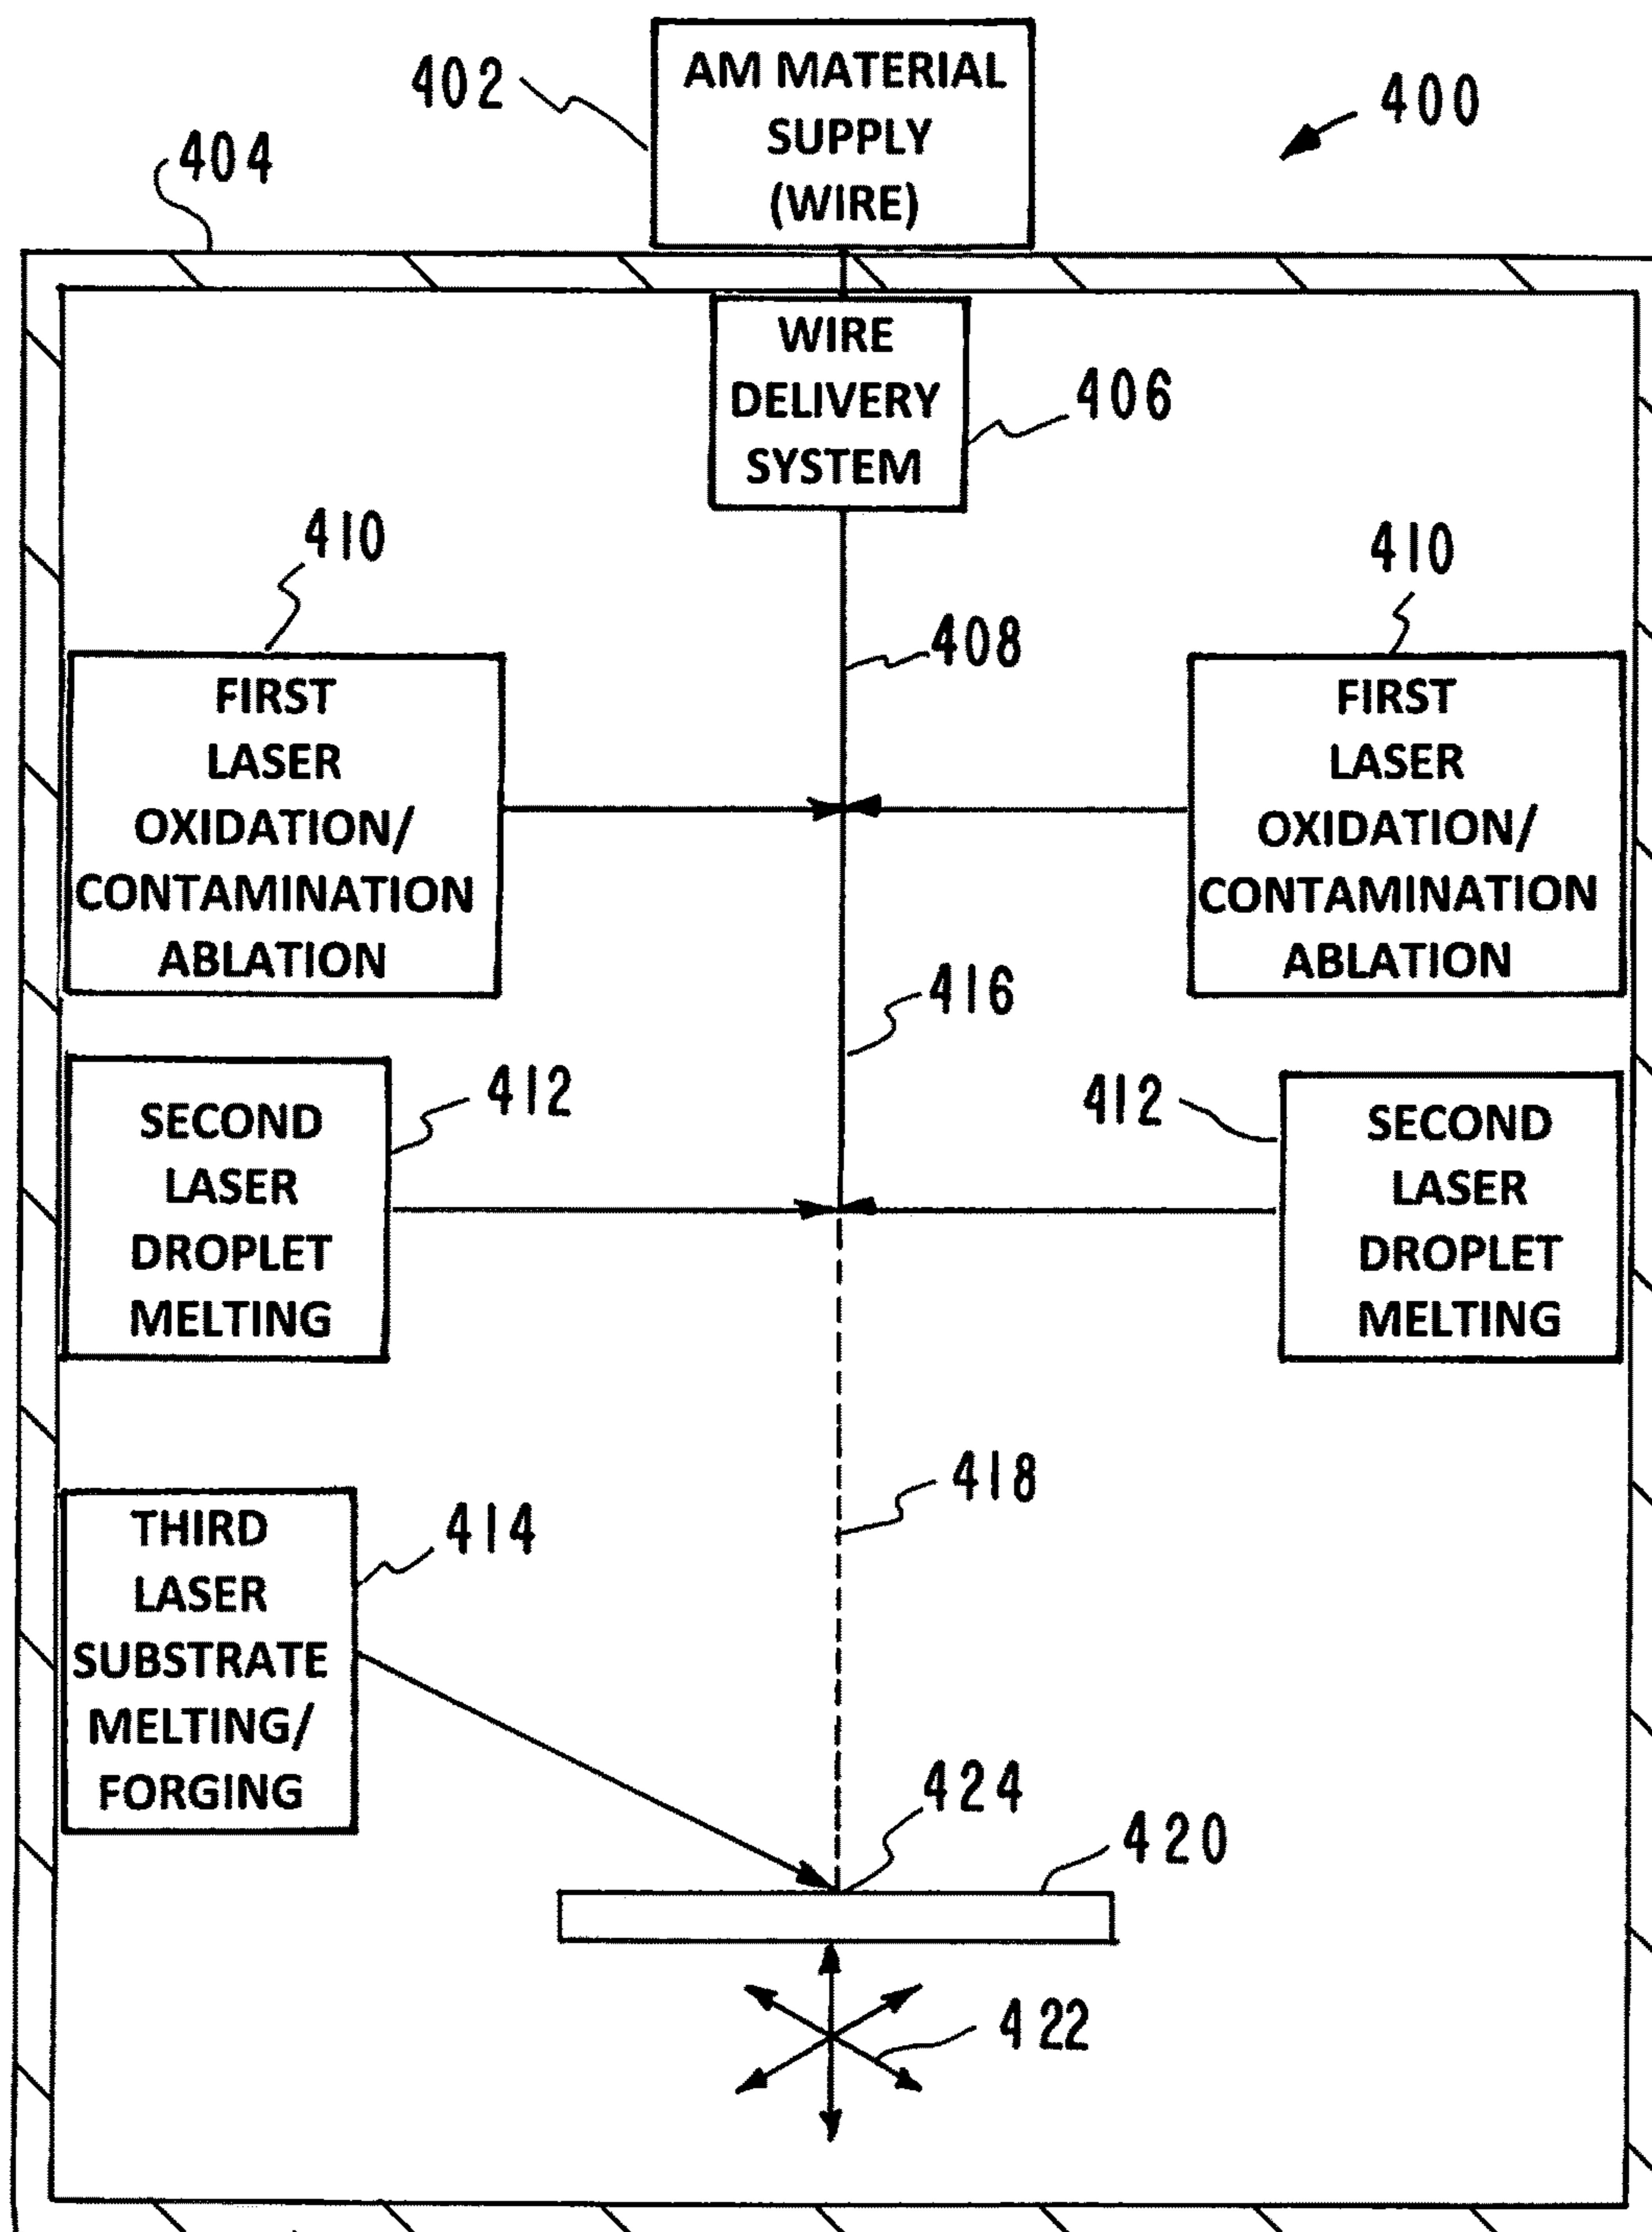 402
AM MATERIAL
SUPPLY
(WIRE)
400
404
WIRE
DELIVERY
SYSTEM
406
410
410
408
FIRST
LASER
OXIDATION/
CONTAMINATION
ABLATION
FIRST
LASER
OXIDATION/
CONTAMINATION
ABLATION
416
412
412
SECOND
LASER
DROPLET
MELTING
SECOND
LASER
DROPLET
MELTING
418
414
THIRD
LASER
SUBSTRATE
MELTING/
FORGING
424
420
422